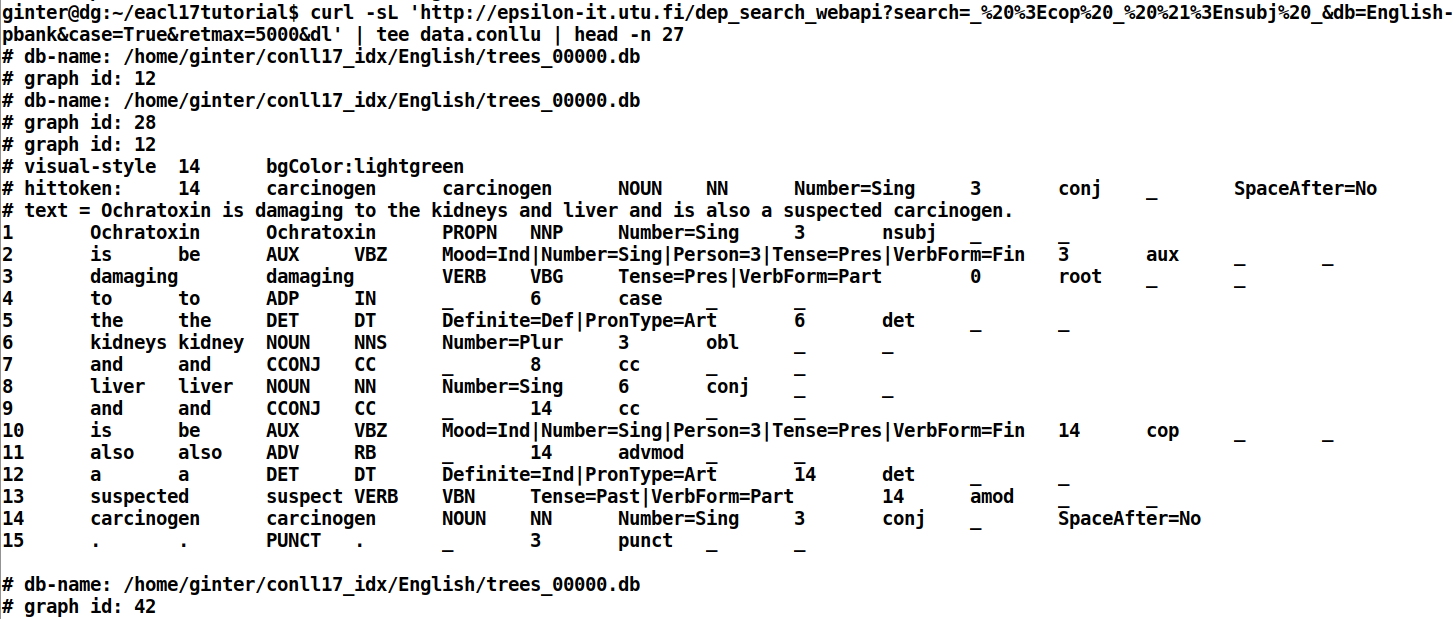 ginter@dg:~/eacl17tutorial$ curl -sL 'http://epsilon-it.utu.fi/dep_search_webapi?search=_%20%3Ecop%20_%20%21%3Ensubj%20_&db=English-
pbank&case=True&retmax=5000&dl' | tee data.conllu | head -n 27
# db-name: /home/ginter/conll17_idx/English/trees_00000.db
# graph id: 12
# db-name: /home/ginter/conll17_idx/English/trees_00000.db
# graph id: 28
# graph id: 12
# visual-style	14	bgColor:lightgreen
# hittoken:	14	carcinogen	carcinogen	NOUN	NN	Number=Sing	3	conj	_	SpaceAfter=No
# text = Ochratoxin is damaging to the kidneys and liver and is also a suspected carcinogen.
1	Ochratoxin	Ochratoxin	PROPN	NNP	Number=Sing	3	nsubj	_	_
2	is	be	AUX	VBZ	Mood=Ind|Number=Sing|Person=3|Tense=Pres|VerbForm=Fin	3	aux	_	_
3	damaging	damaging	VERB	VBG	Tense=Pres|VerbForm=Part	0	root	_	_
4	to	to	ADP	IN	_	6	case	_	_
5	the	the	DET	DT	Definite=Def|PronType=Art	6	det	_	_
6	kidneys	kidney	NOUN	NNS	Number=Plur	3	obl	_	_
7	and	and	CCONJ	CC	_	8	cc	_	_
8	liver	liver	NOUN	NN	Number=Sing	6	conj	_	_
9	and	and	CCONJ	CC	_	14	cc	_	_
10	is	be	AUX	VBZ	Mood=Ind|Number=Sing|Person=3|Tense=Pres|VerbForm=Fin	14	cop	_	_
11	also	also	ADV	RB	_	14	advmod	_	_
12	a	a	DET	DT	Definite=Ind|PronType=Art	14	det	_	_
13	suspected	suspect	VERB	VBN	Tense=Past|VerbForm=Part	14	amod	_	_
14	carcinogen	carcinogen	NOUN	NN	Number=Sing	3	conj	_	SpaceAfter=No
15	.	.	PUNCT	.	_	3	punct	_	_
# db-name: /home/ginter/conll17_idx/English/trees_00000.db
# graph id: 42